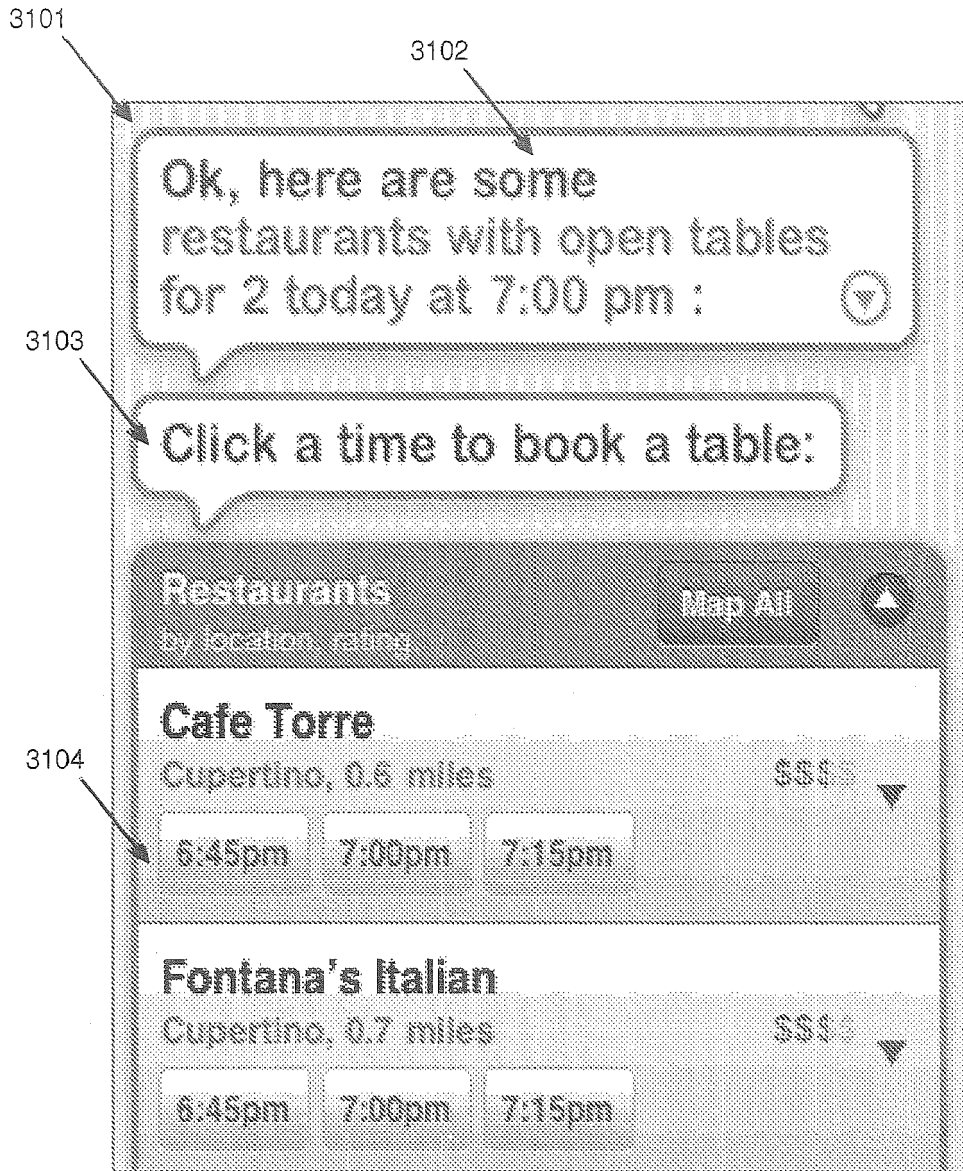 3101
3102
Ok, here are some
restaurants with open tables
for 2 today at 7:00 pm :
3103
Click a time to book a table:
Restaurants
Map All
by location, rating
Cafe Torre
3104
Cupertino, 0.6 miles
$$$$
6:45pm 7:00pm 7:15pm
Fontana's Italian
Cupertino, 0.7 miles
$$$$
6:45pm 7:00pm 7:15pm